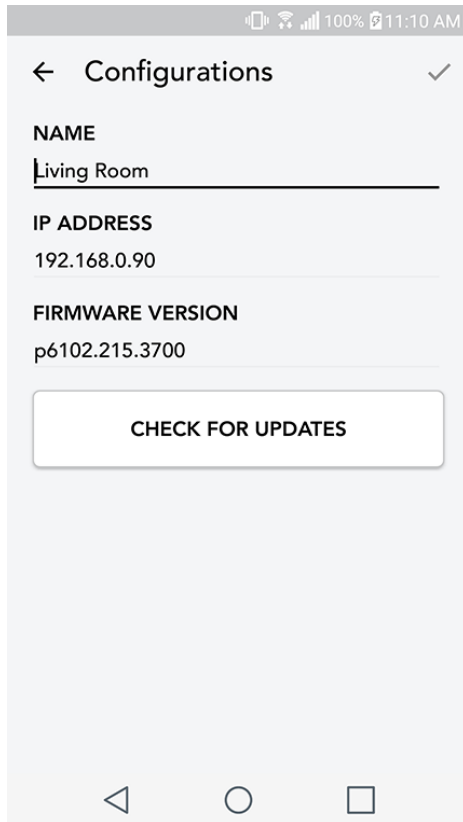 100% 11:10 AM
Configurations
NAME
Living Room
IP ADDRESS
192.168.0.90
FIRMWARE VERSION
p6102.215.3700
CHECK FOR UPDATES